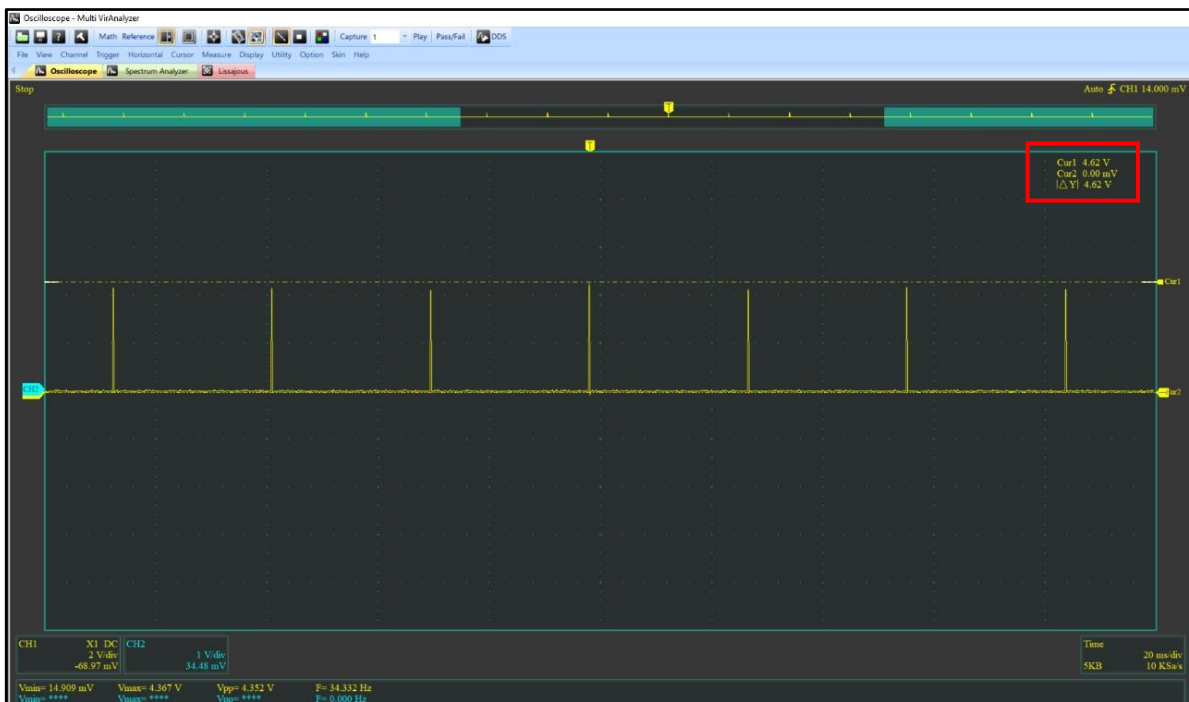 Oscilloscope - Multi VirAnalyzer
Math Reference Capture 1 Play Pass/Fail DDS
File View Channel Trigger Horizontal Cursor Measure Display Utility Option Skin Help
Oscilloscope Spectrum Analyzer Lissajous
Stop Auto CH1 14.000 mV
T
T
Cur1 4.62 V
Cur2 0.00 mV
|△Y| 4.62 V
Cur1
CH2 ur2
CH1 X1 DC CH2 Time
2 V/div 1 V/div 20 ms/div
-68.97 mV 34.48 mV 5KB 10 KSa/s
Vmin= 14.909 mV Vmax= 4.367 V Vpp= 4.352 V F= 34.332 Hz
Vmin= **** Vmax= **** Vpp= **** F= 0.000 Hz